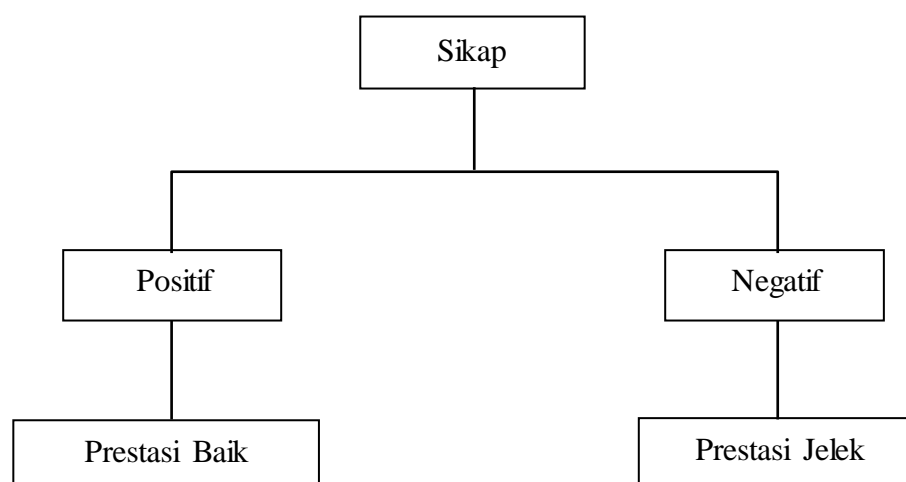 Sikap
Positif
Negatif
Prestasi Baik
Prestasi Jelek